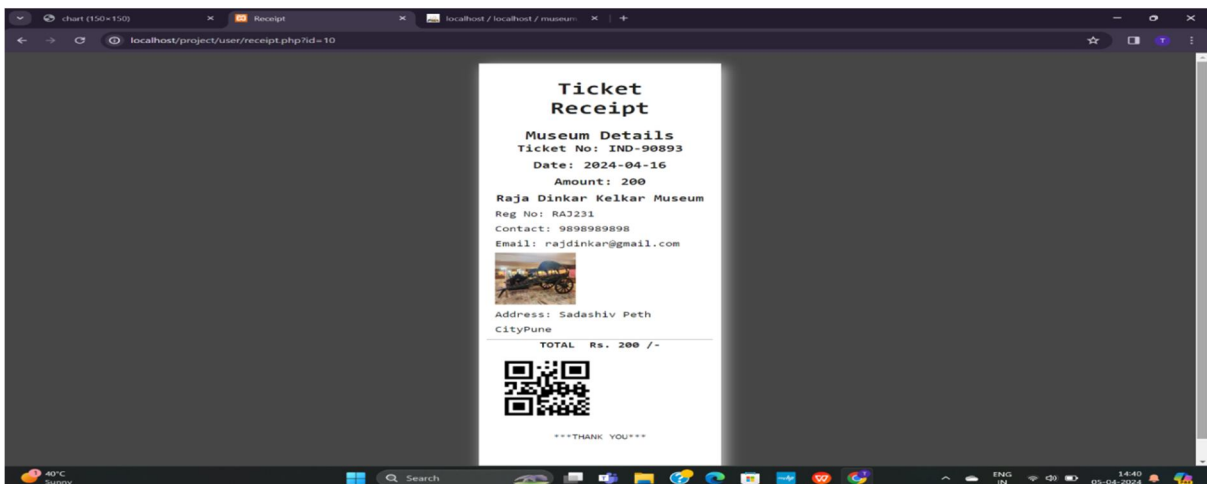 chart (150×150)
Receipt
localhost / localhost / museum
localhost/project/user/receipt.php?id=10
T
Ticket
Receipt
Museum Details
Ticket No: IND-90893
Date: 2024-04-16
Amount: 200
Raja Dinkar Kelkar Museum
Reg No: RAJ231
Contact: 9898989898
Email: rajdinkar@gmail.com
Address: Sadashiv Peth
CityPune
TOTAL Rs. 200 /-
***THANK YOU***
1
40°C
Sunny
Search
ENG
IN
14:40
05-04-2024